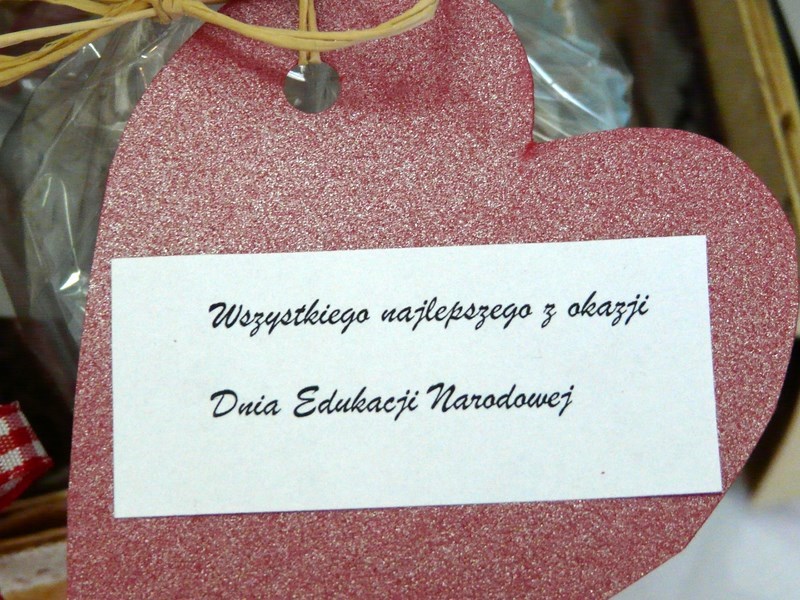 Wszystkiego najlepszego z okazji
Dnia Edukacji Narodowej